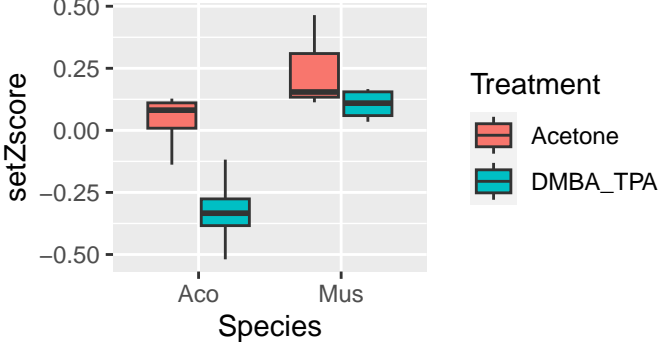 0.50
0.25
0.00
−0.25
−0.50
setZscore
Aco Mus
Species
Treatment
Acetone
DMBA_TPA